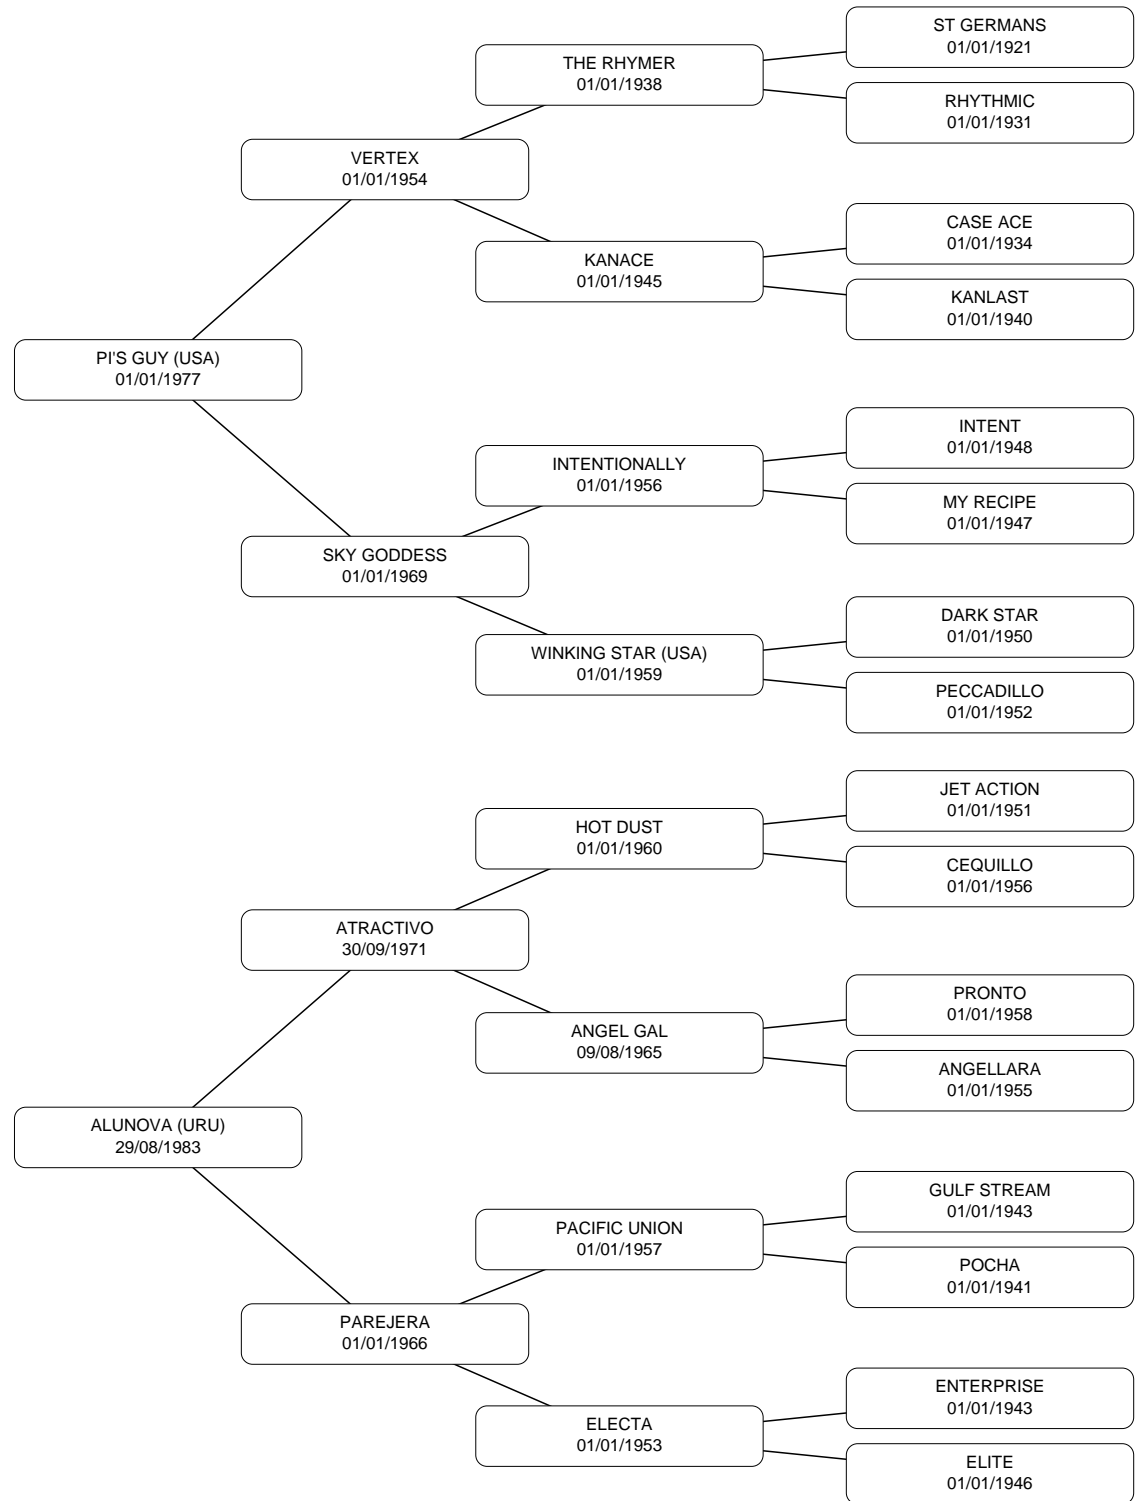 ST GERMANS
01/01/1921
THE RHYMER
01/01/1938
RHYTHMIC
01/01/1931
VERTEX
01/01/1954
CASE ACE
01/01/1934
KANACE
01/01/1945
KANLAST
01/01/1940
PI'S GUY (USA)
01/01/1977
INTENT
01/01/1948
INTENTIONALLY
01/01/1956
MY RECIPE
01/01/1947
SKY GODDESS
01/01/1969
DARK STAR
01/01/1950
WINKING STAR (USA)
01/01/1959
PECCADILLO
01/01/1952
JET ACTION
01/01/1951
HOT DUST
01/01/1960
CEQUILLO
01/01/1956
ATRACTIVO
30/09/1971
PRONTO
01/01/1958
ANGEL GAL
09/08/1965
ANGELLARA
01/01/1955
ALUNOVA (URU)
29/08/1983
GULF STREAM
01/01/1943
PACIFIC UNION
01/01/1957
POCHA
01/01/1941
PAREJERA
01/01/1966
ENTERPRISE
01/01/1943
ELECTA
01/01/1953
ELITE
01/01/1946